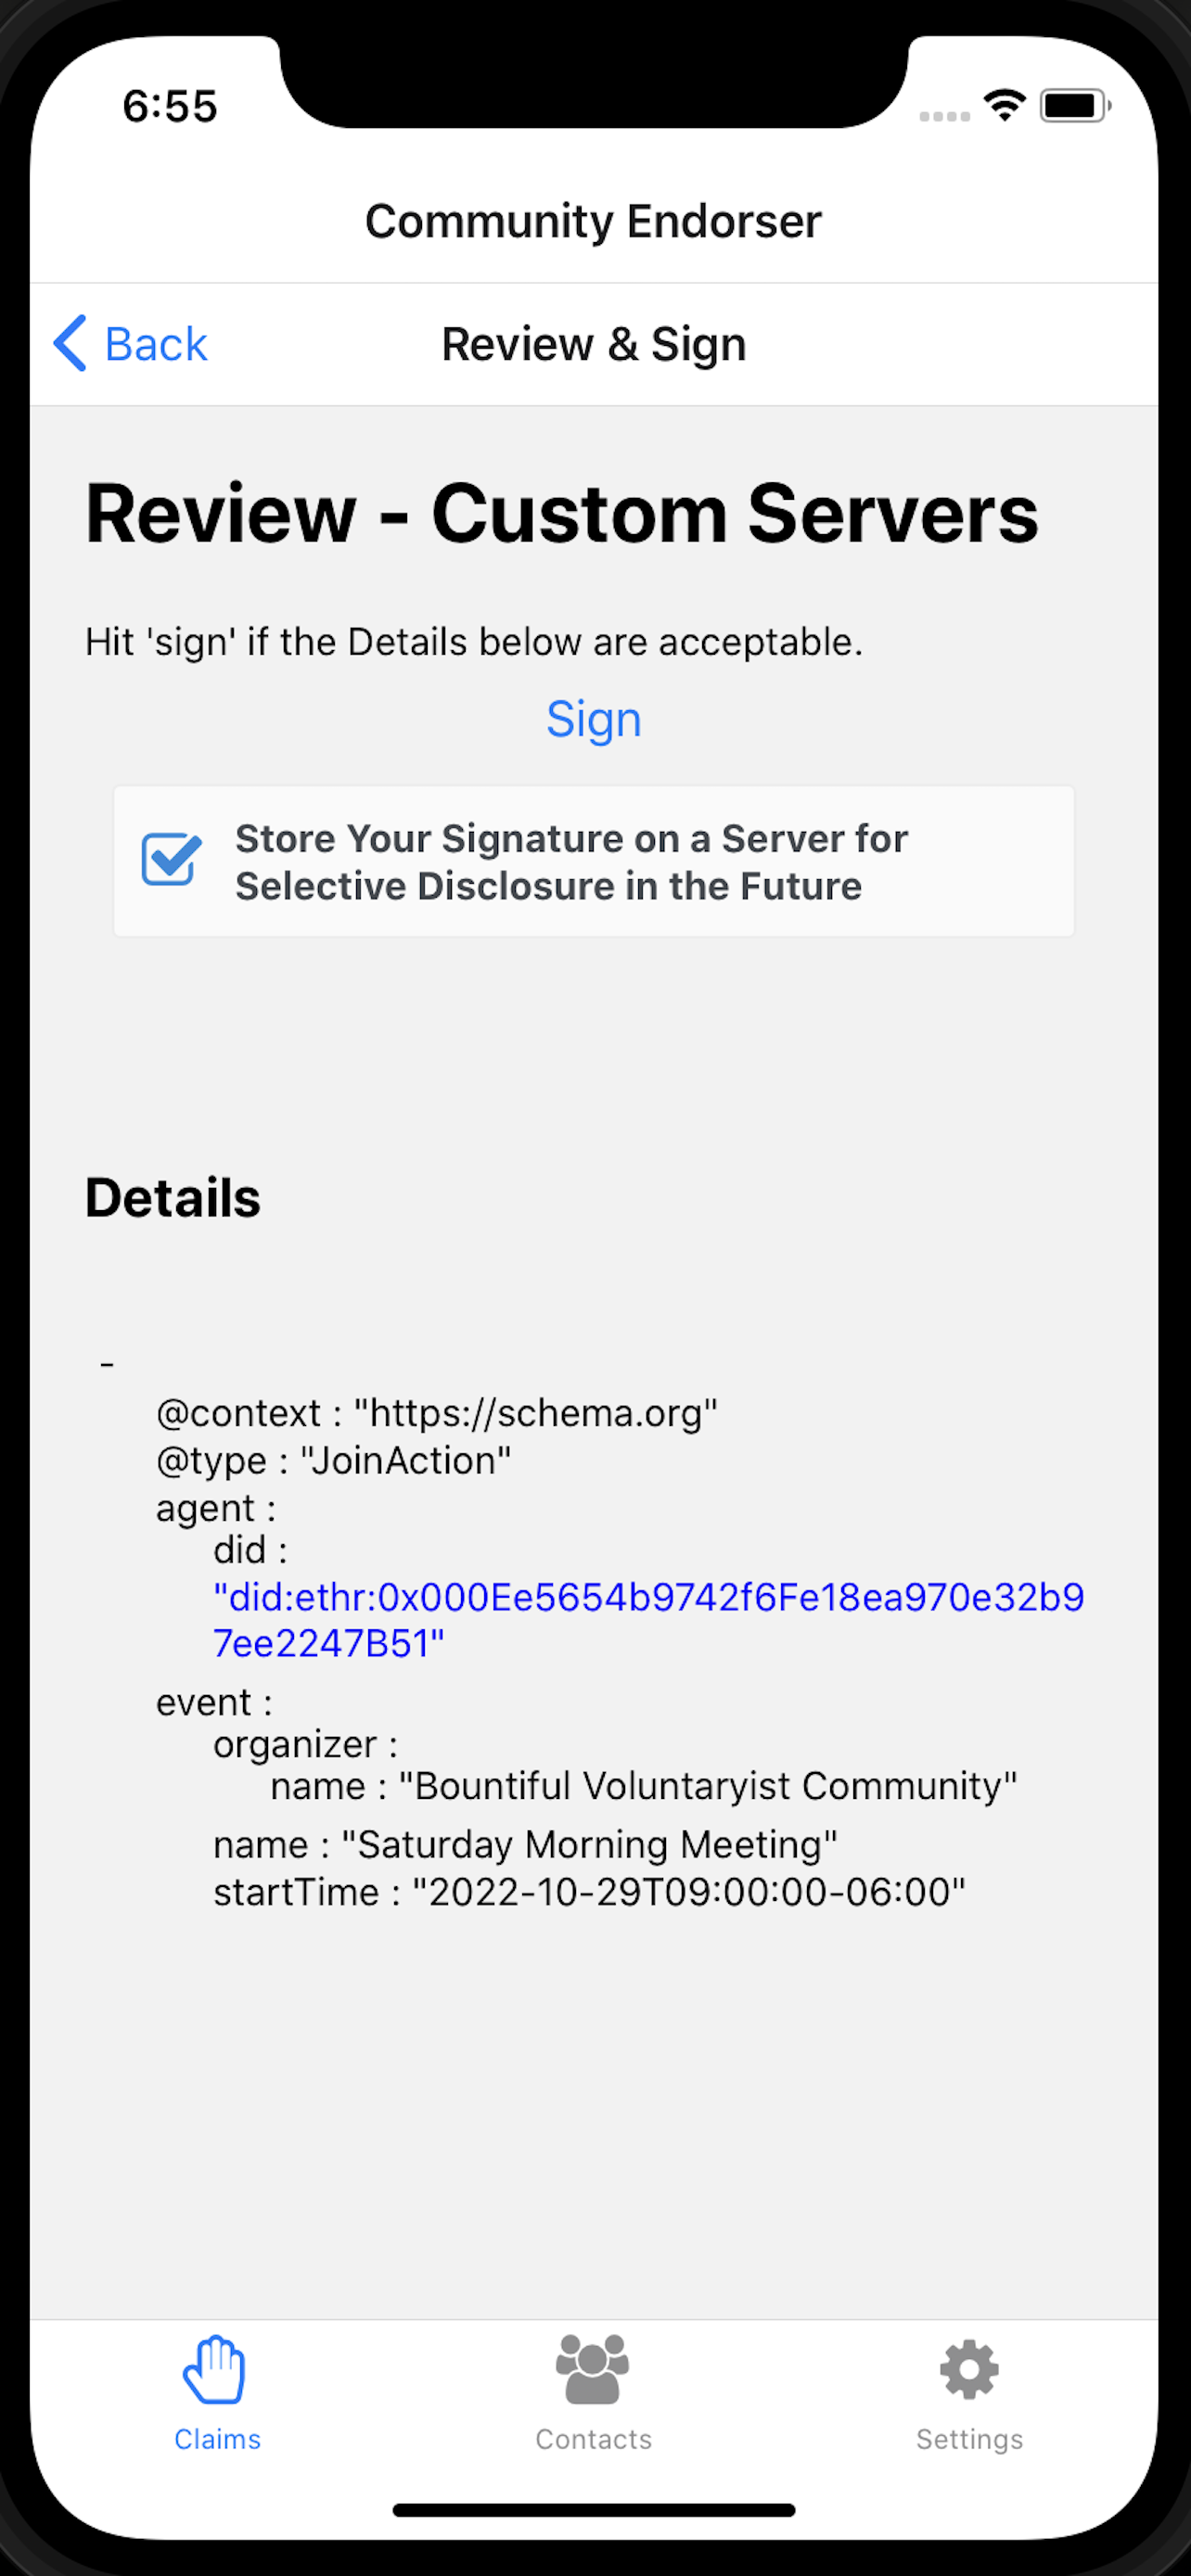 6:55
Community Endorser
Back
Review & Sign
Review - Custom Servers
Hit 'sign' if the Details below are acceptable.
Sign
Store Your Signature on a Server for
Selective Disclosure in the Future
Details
-
@context : "https://schema.org"
@type : "JoinAction"
agent :
did :
"did:ethr:0x000Ee5654b9742f6Fe18ea970e32b9
7ee2247B51"
event :
organizer :
name : "Bountiful Voluntaryist Community"
name : "Saturday Morning Meeting"
startTime : "2022-10-29T09:00:00-06:00"
Claims
Contacts
Settings